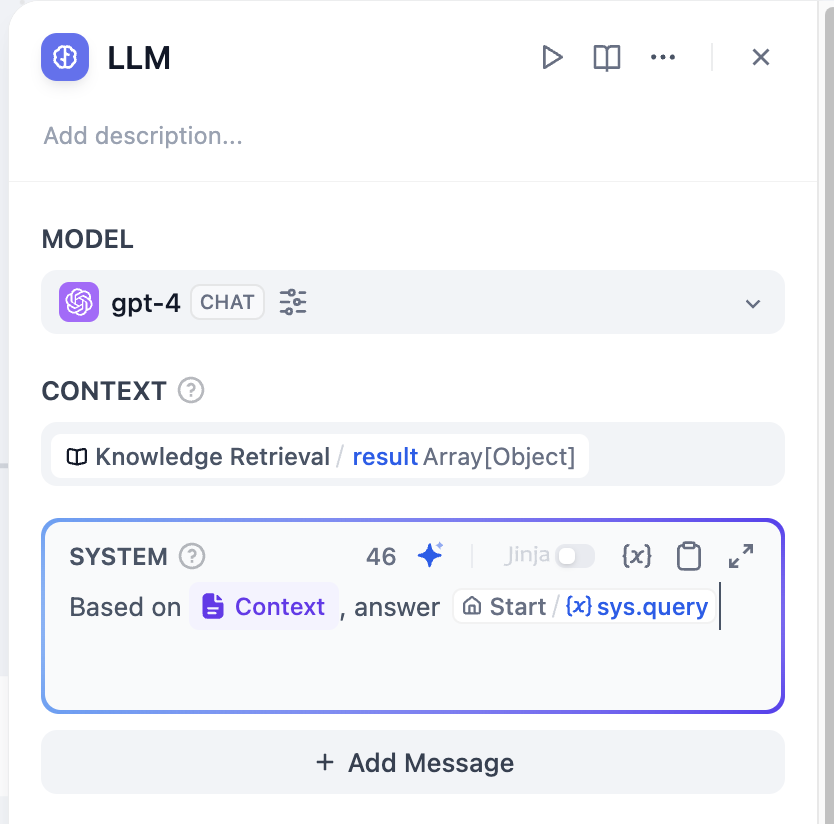 LLM
Add description...
MODEL
gpt-4 CHAT
CONTEXT ?
Knowledge Retrieval / result Array[Object]
SYSTEM ? 46 Jinja {x}
Based on Context, answer Start / {x} sys.query
+ Add Message